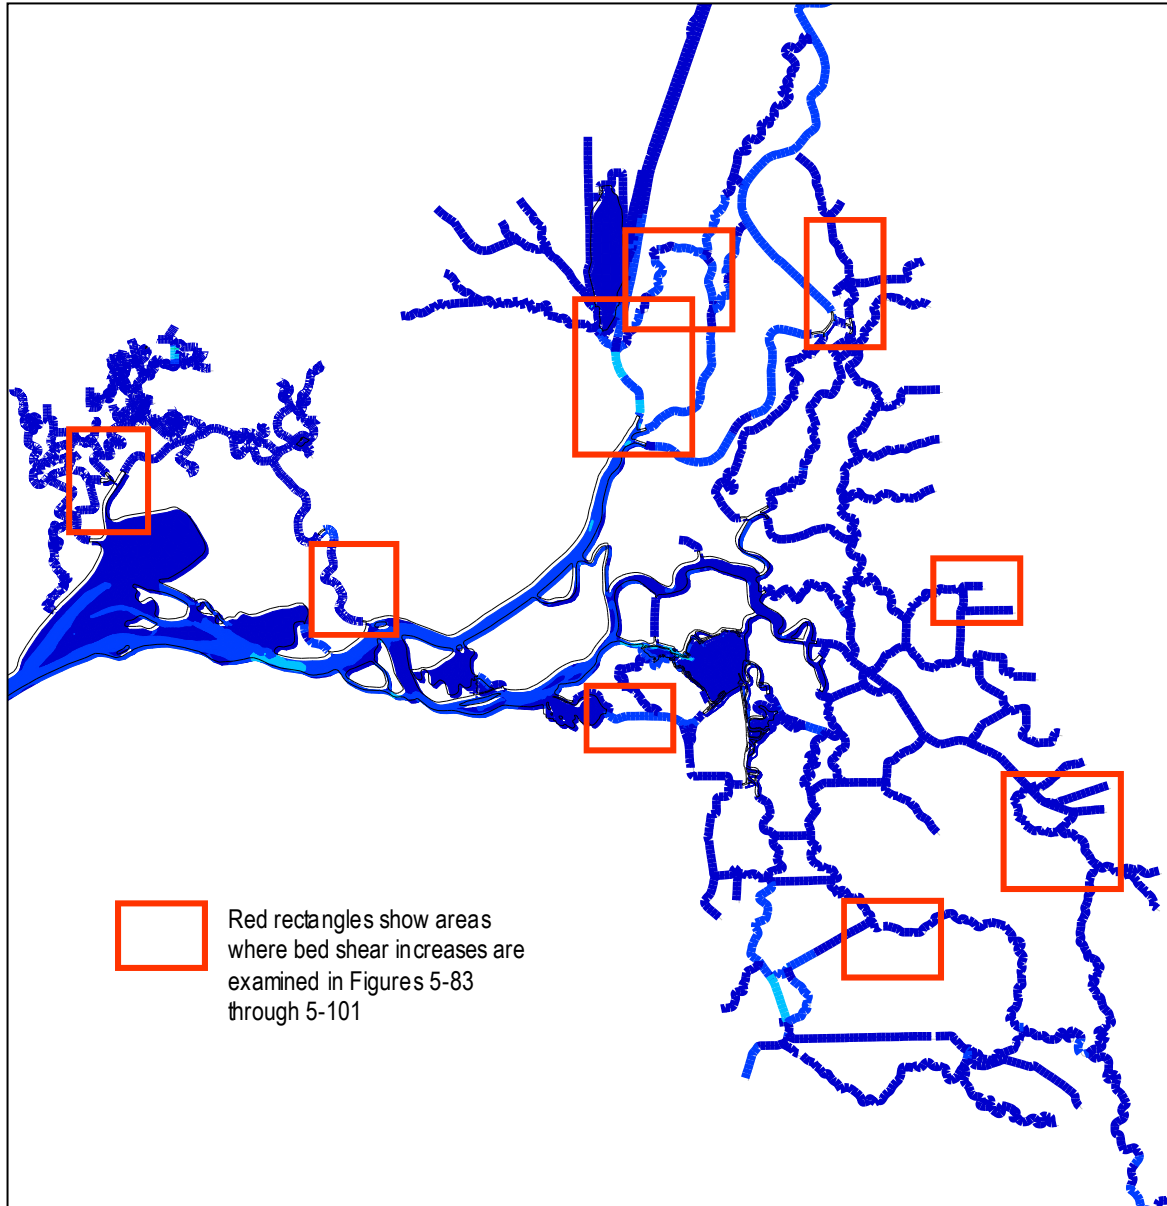 Red rectangles show areas
where bed shear increases are
examined in Figures 5-83
through 5-101